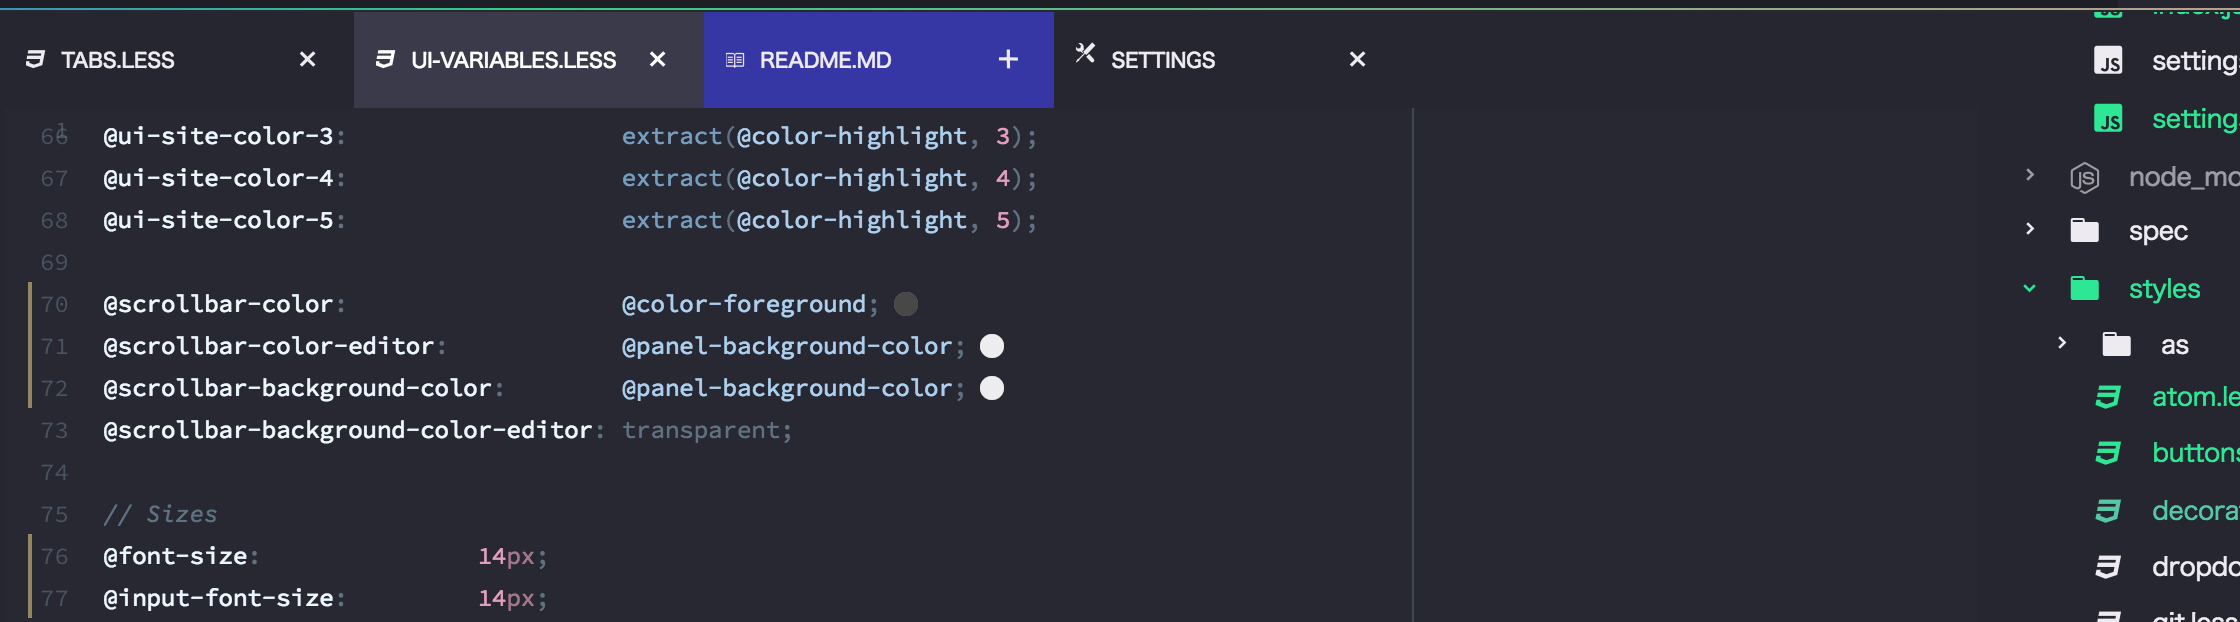 TABS.LESS × UI-VARIABLES.LESS × README.MD + SETTINGS ×
66 @ui-site-color-3: extract(@color-highlight, 3);
67 @ui-site-color-4: extract(@color-highlight, 4);
68 @ui-site-color-5: extract(@color-highlight, 5);
69
70 @scrollbar-color: @color-foreground;
71 @scrollbar-color-editor: @panel-background-color;
72 @scrollbar-background-color: @panel-background-color;
73 @scrollbar-background-color-editor: transparent;
74
75 // Sizes
76 @font-size: 14px;
77 @input-font-size: 14px;
JS setting
JS setting
JS node_mo
spec
styles
as
atom.le
buttons
decora
dropdo